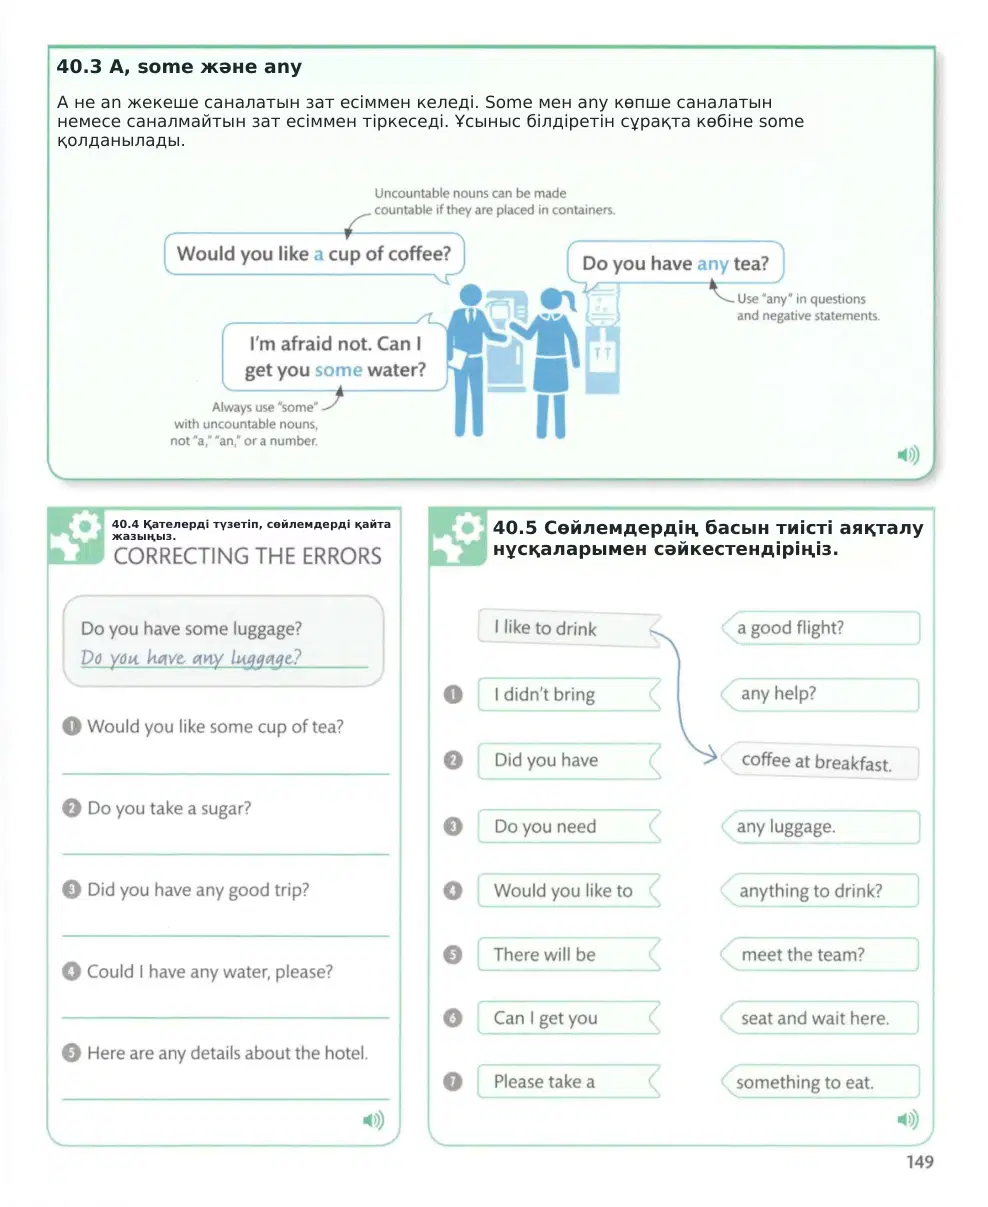 40.3 A, some және any
A не an жекеше саналатын зат есіммен келеді. Some мен any көпше саналатын
немесе саналмайтын зат есіммен тіркеседі. Ұсыныс білдіретін сұрақта көбіне some
қолданылады.
Uncountable nouns can be made
countable if they are placed in containers.
Would you like a cup of coffee?
Do you have any tea?
Use "any" in questions
and negative statements.
I'm afraid not. Can I
get you some water?
Always use "some"
with uncountable nouns,
not "a," "an," or a number.
40.4 Қателерді түзетіп, сөйлемдерді қайта
жазыңыз.
CORRECTING THE ERRORS
Do you have some luggage?
Do you have any luggage?
1 Would you like some cup of tea?
2 Do you take a sugar?
3 Did you have any good trip?
4 Could I have any water, please?
5 Here are any details about the hotel.
40.5 Сөйлемдердің басын тиісті аяқталу
нұсқаларымен сәйкестендіріңіз.
I like to drink
a good flight?
1 I didn't bring
any help?
2 Did you have
coffee at breakfast.
3 Do you need
any luggage.
4 Would you like to
anything to drink?
5 There will be
meet the team?
6 Can I get you
seat and wait here.
7 Please take a
something to eat.
149